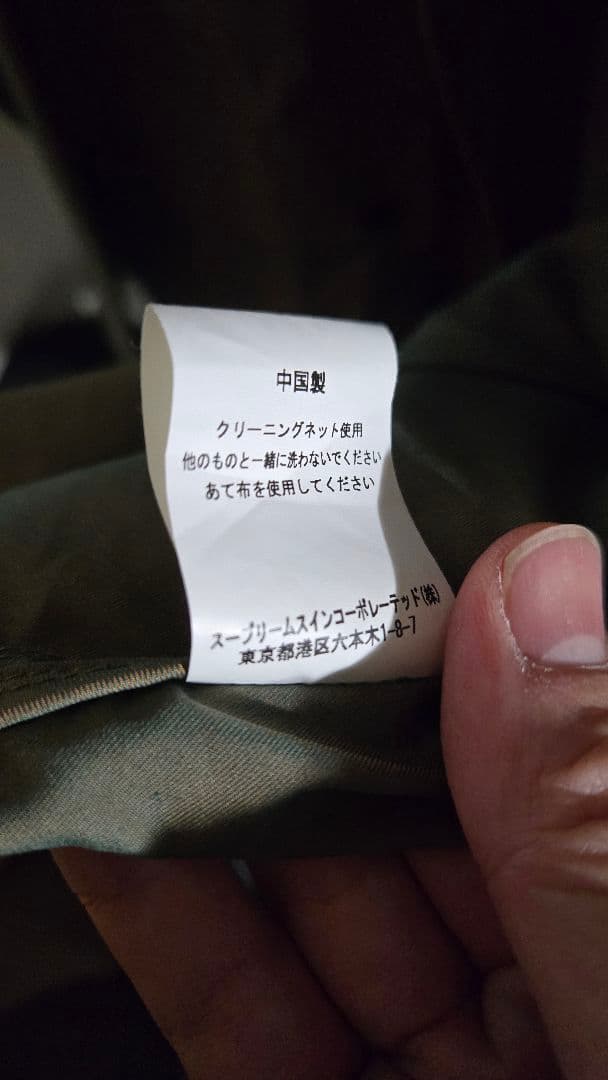 中国製
クリーニングネット使用
他のものと一緒に洗わないでください
あて布を使用してください
スープリームスインコーポレーテッド(株)
東京都港区六本木1-8-7